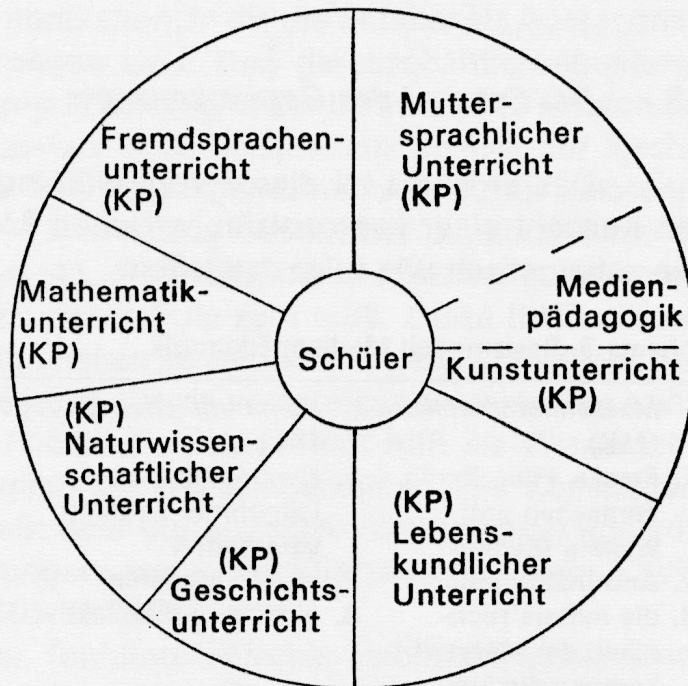 Mutter-
sprachlicher
Unterricht
(KP)
Medien-
pädagogik
Kunstunterricht
(KP)
(KP)
Lebens-
kundlicher
Unterricht
(KP)
Geschichts-
unterricht
(KP)
Naturwissen-
schaftlicher
Unterricht
Mathematik-
unterricht
(KP)
Fremdsprachen-
unterricht
(KP)
Schüler